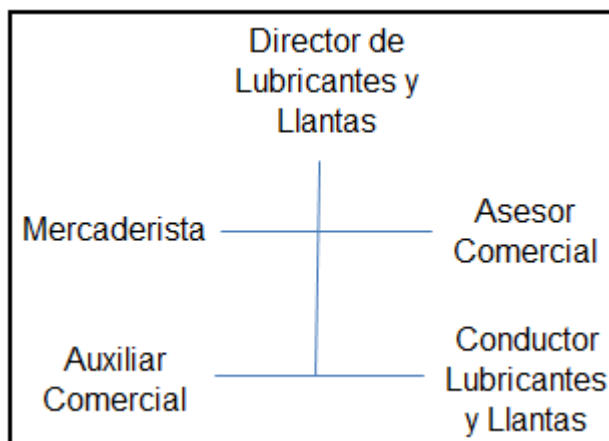 Director de
Lubricantes y
Llantas
Mercaderista
Asesor
Comercial
Auxiliar
Comercial
Conductor
Lubricantes
y Llantas